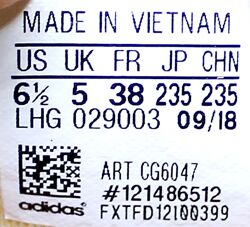 MADE IN VIETNAM
US UK FR JP CHN
6½ 5 38 235 235
LHG 029003 09/18
ART CG6047
#121486512
adidas FXTFD12I00399